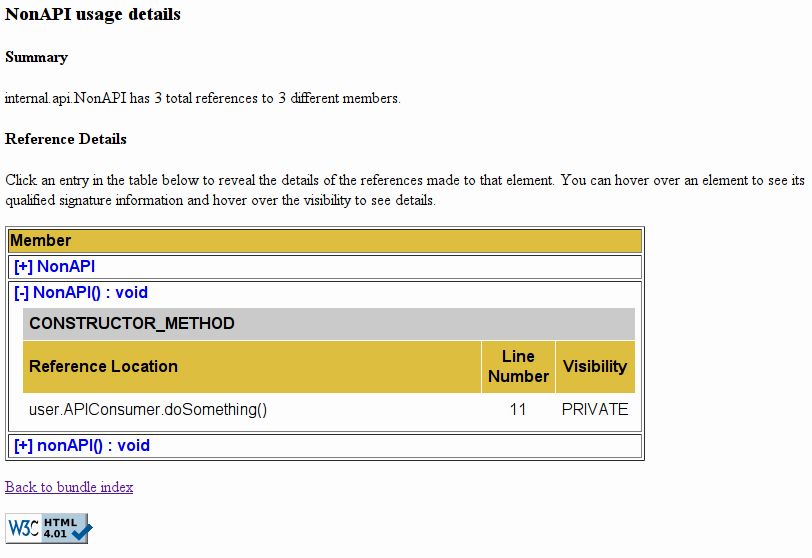 NonAPI usage details
Summary
internal.api.NonAPI has 3 total references to 3 different members.
Reference Details
Click an entry in the table below to reveal the details of the references made to that element. You can hover over an element to see its
qualified signature information and hover over the visibility to see details.
Member
[+] NonAPI
[-] NonAPI() : void
CONSTRUCTOR_METHOD
Reference Location Line Number Visibility
user.APIConsumer.doSomething() 11 PRIVATE
[+] nonAPI() : void
Back to bundle index
W3C HTML 4.01